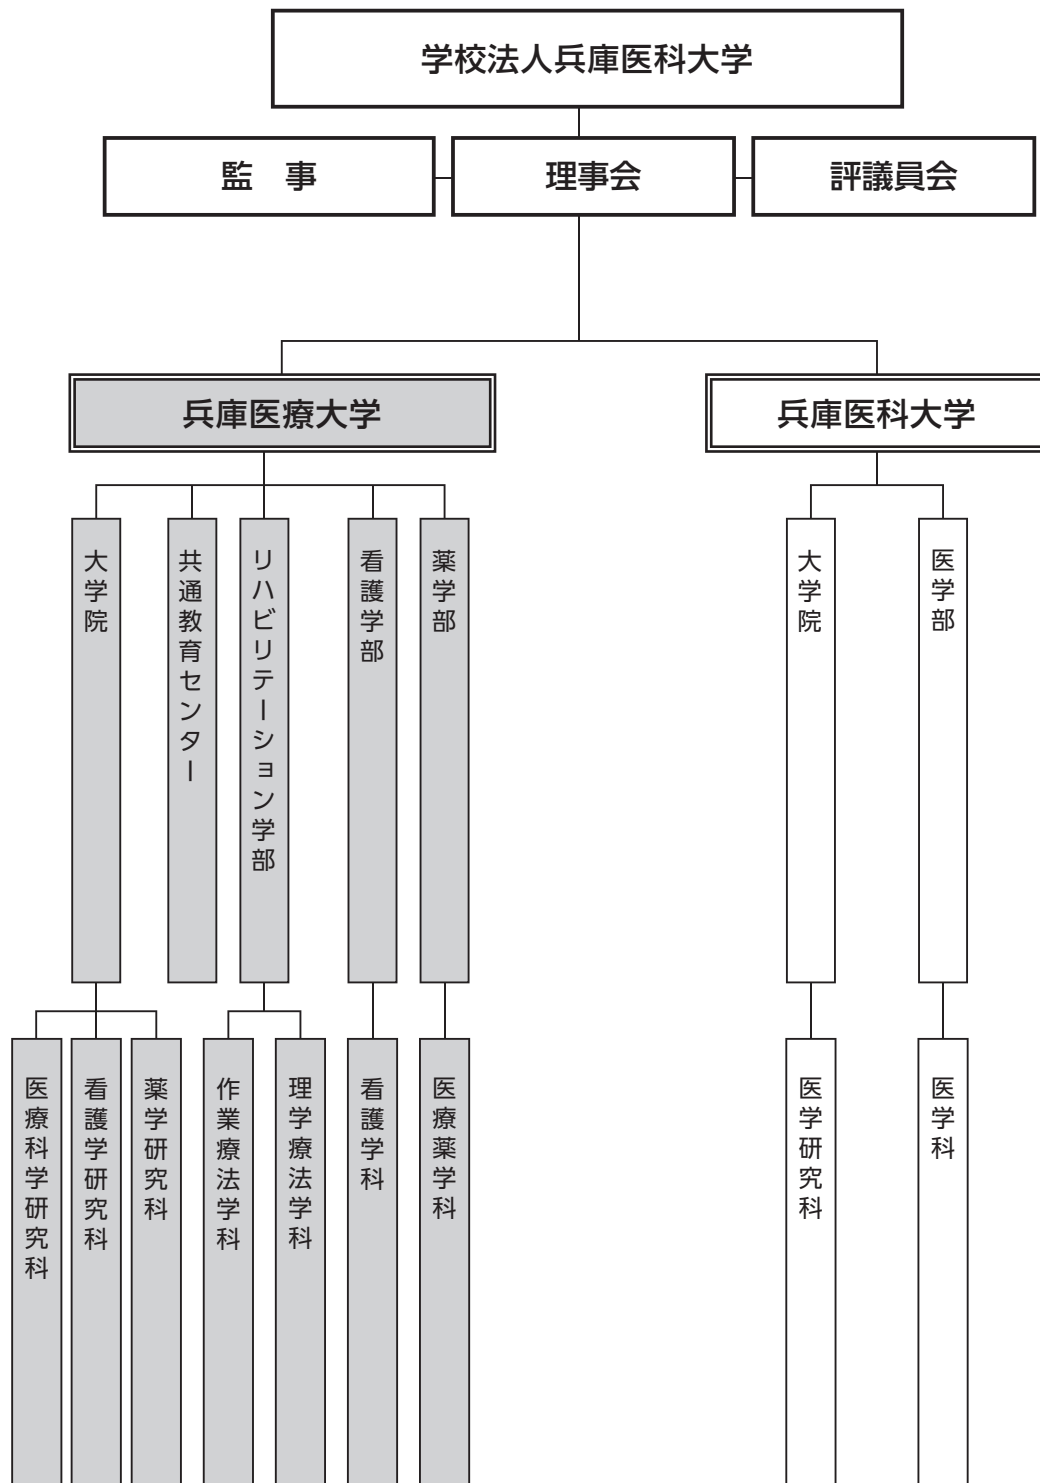 学校法人兵庫医科大学
監　事
理事会
評議員会
兵庫医療大学
兵庫医科大学
大学院
共通教育センター
リハビリテーション学部
看護学部
薬学部
大学院
医学部
医療科学研究科
看護学研究科
薬学研究科
作業療法学科
理学療法学科
看護学科
医療薬学科
医学研究科
医学科